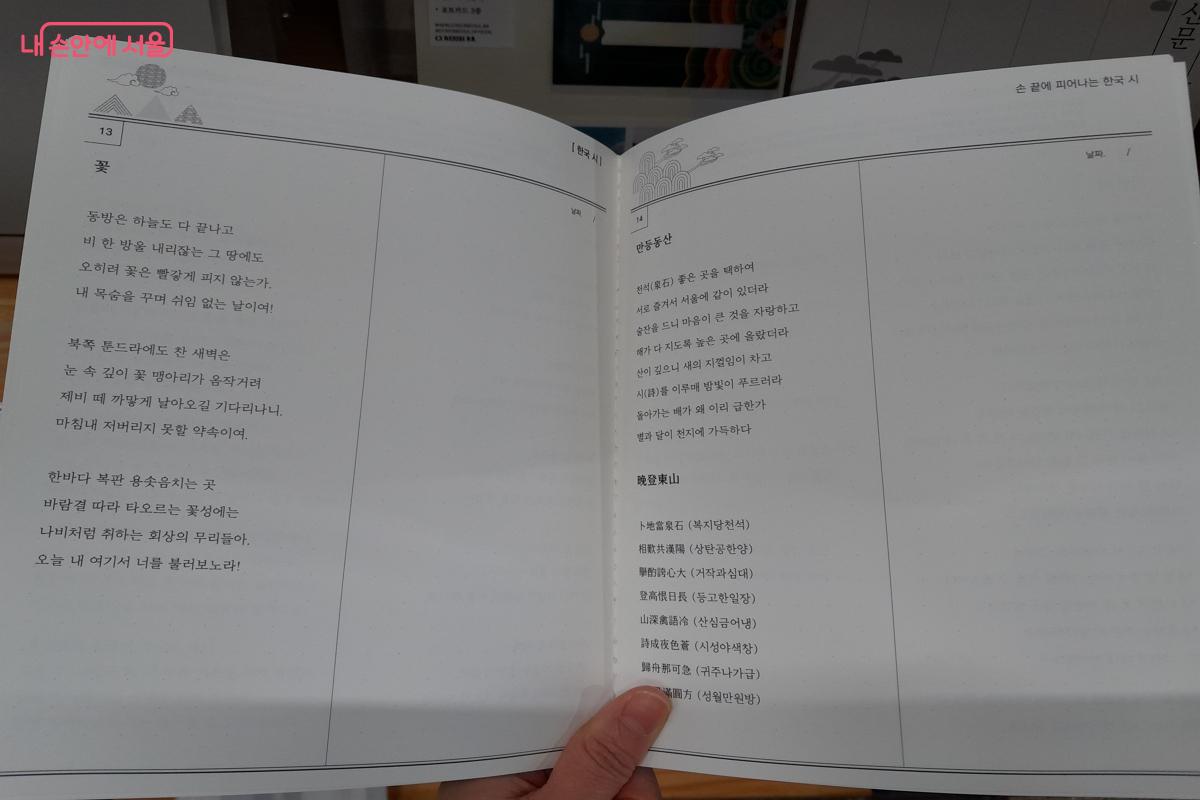 내 손안에 서울
• 포토카드 3종
신문
13
[ 한국 시 ]
꽃
날짜. /
동방은 하늘도 다 끝나고
비 한 방울 내리잖는 그 땅에도
오히려 꽃은 빨갛게 피지 않는가.
내 목숨을 꾸며 쉬임 없는 날이여!
북쪽 툰드라에도 찬 새벽은
눈 속 깊이 꽃 맹아리가 옴작거려
제비 떼 까맣게 날아오길 기다리나니.
마침내 저버리지 못할 약속이여.
한바다 복판 용솟음치는 곳
바람결 따라 타오르는 꽃성에는
나비처럼 취하는 회상의 무리들아.
오늘 내 여기서 너를 불러보노라!
손 끝에 피어나는 한국 시
날짜. /
14
만등동산
천석(泉石) 좋은 곳을 택하여
서로 즐겨서 서울에 같이 있더라
술잔을 드니 마음이 큰 것을 자랑하고
해가 다 지도록 높은 곳에 올랐더라
산이 깊으니 새의 지껄임이 차고
시(詩)를 이루매 밤빛이 푸르러라
돌아가는 배가 왜 이리 급한가
별과 달이 천지에 가득하다
晩登東山
卜地當泉石 (복지당천석)
相歡共漢陽 (상탄공한양)
擧酌誇心大 (거작과심대)
登高恨日長 (등고한일장)
山深禽語冷 (산심금어냉)
詩成夜色蒼 (시성야색창)
歸舟那可急 (귀주나가급)
滿圓方 (성월만원방)